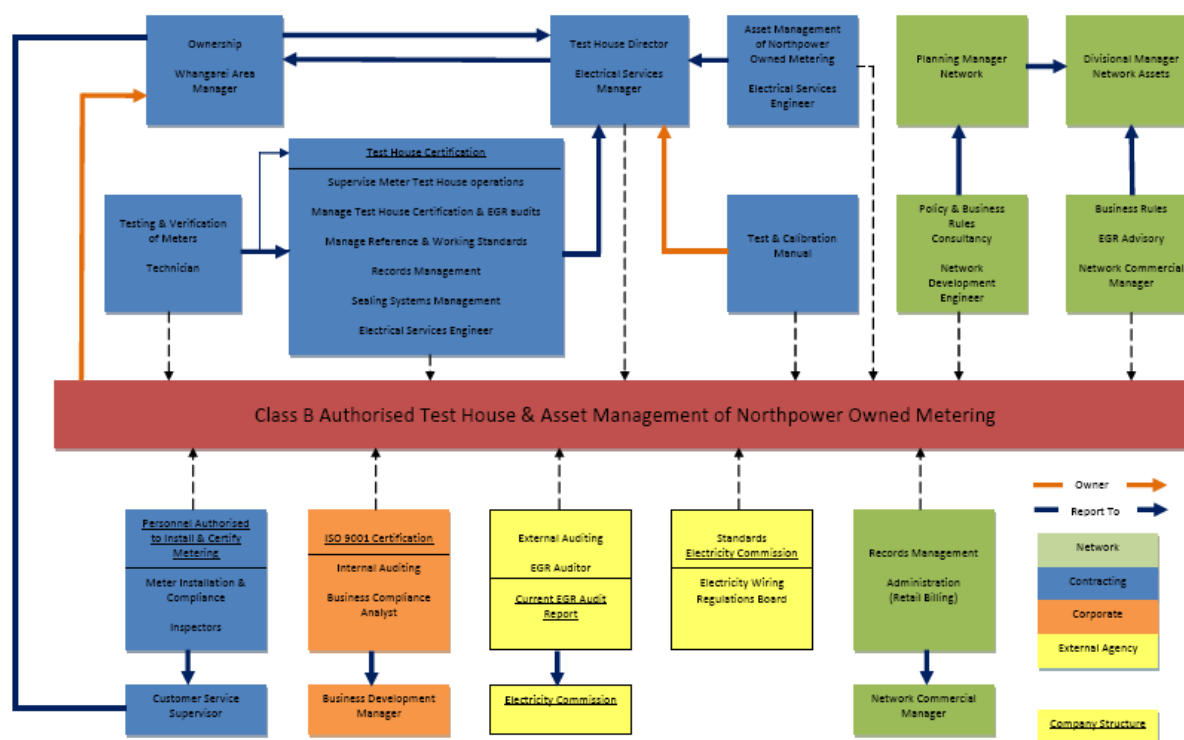 Ownership
Whangarei Area
Manager
Test House Director
Electrical Services
Manager
Asset Management
of Northpower
Owned Metering
Electrical Services
Engineer
Planning Manager
Network
Divisional Manager
Network Assets
Testing & Verification
of Meters
Technician
Test House Certification
Supervise Meter Test House operations
Manage Test House Certification & EGR audits
Manage Reference & Working Standards
Records Management
Sealing Systems Management
Electrical Services Engineer
Test & Calibration
Manual
Policy & Business
Rules
Consultancy
Network
Development
Engineer
Business Rules
EGR Advisory
Network Commercial
Manager
Class B Authorised Test House & Asset Management of Northpower Owned Metering
Personnel Authorised
to Install & Certify
Metering
Meter Installation &
Compliance
Inspectors
ISO 9001 Certification
Internal Auditing
Business Compliance
Analyst
External Auditing
EGR Auditor
Current EGR Audit
Report
Standards
Electricity Commission
Electricity Wiring
Regulations Board
Records Management
Administration
(Retail Billing)
Owner
Report To
Network
Contracting
Corporate
External Agency
Customer Service
Supervisor
Business Development
Manager
Electricity Commission
Network Commercial
Manager
Company Structure